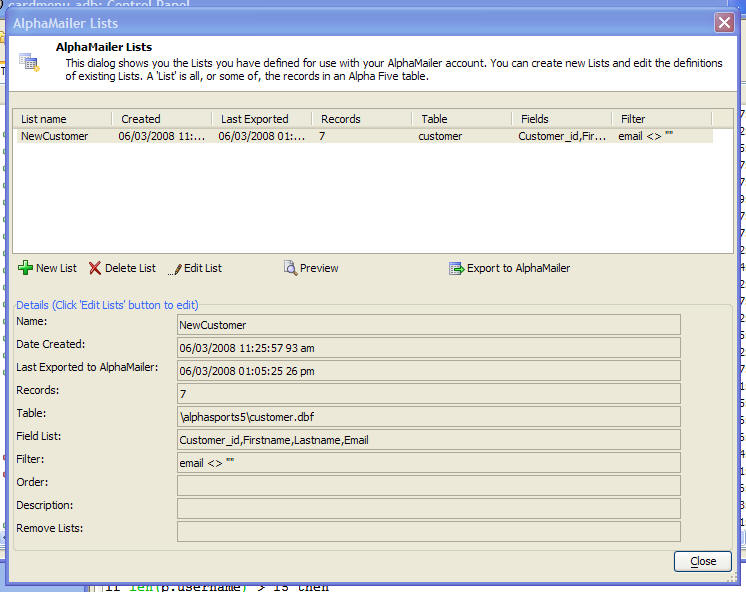 cardmenu.adb: Control Panel
AlphaMailer Lists
AlphaMailer Lists
This dialog shows you the Lists you have defined for use with your AlphaMailer account. You can create new Lists and edit the definitions
of existing Lists. A 'List' is all, or some of, the records in an Alpha Five table.
List name Created Last Exported Records Table Fields Filter
NewCustomer 06/03/2008 11:... 06/03/2008 01:... 7 customer Customer_id,Fir... email <> ""
New List Delete List Edit List Preview Export to AlphaMailer
Details (Click 'Edit Lists' button to edit)
Name: NewCustomer
Date Created: 06/03/2008 11:25:57 93 am
Last Exported to AlphaMailer: 06/03/2008 01:05:25 26 pm
Records: 7
Table: \alphasports5\customer.dbf
Field List: Customer_id,Firstname,Lastname,Email
Filter: email <> ""
Order:
Description:
Remove Lists:
Close
if len(p.username) > 15 then